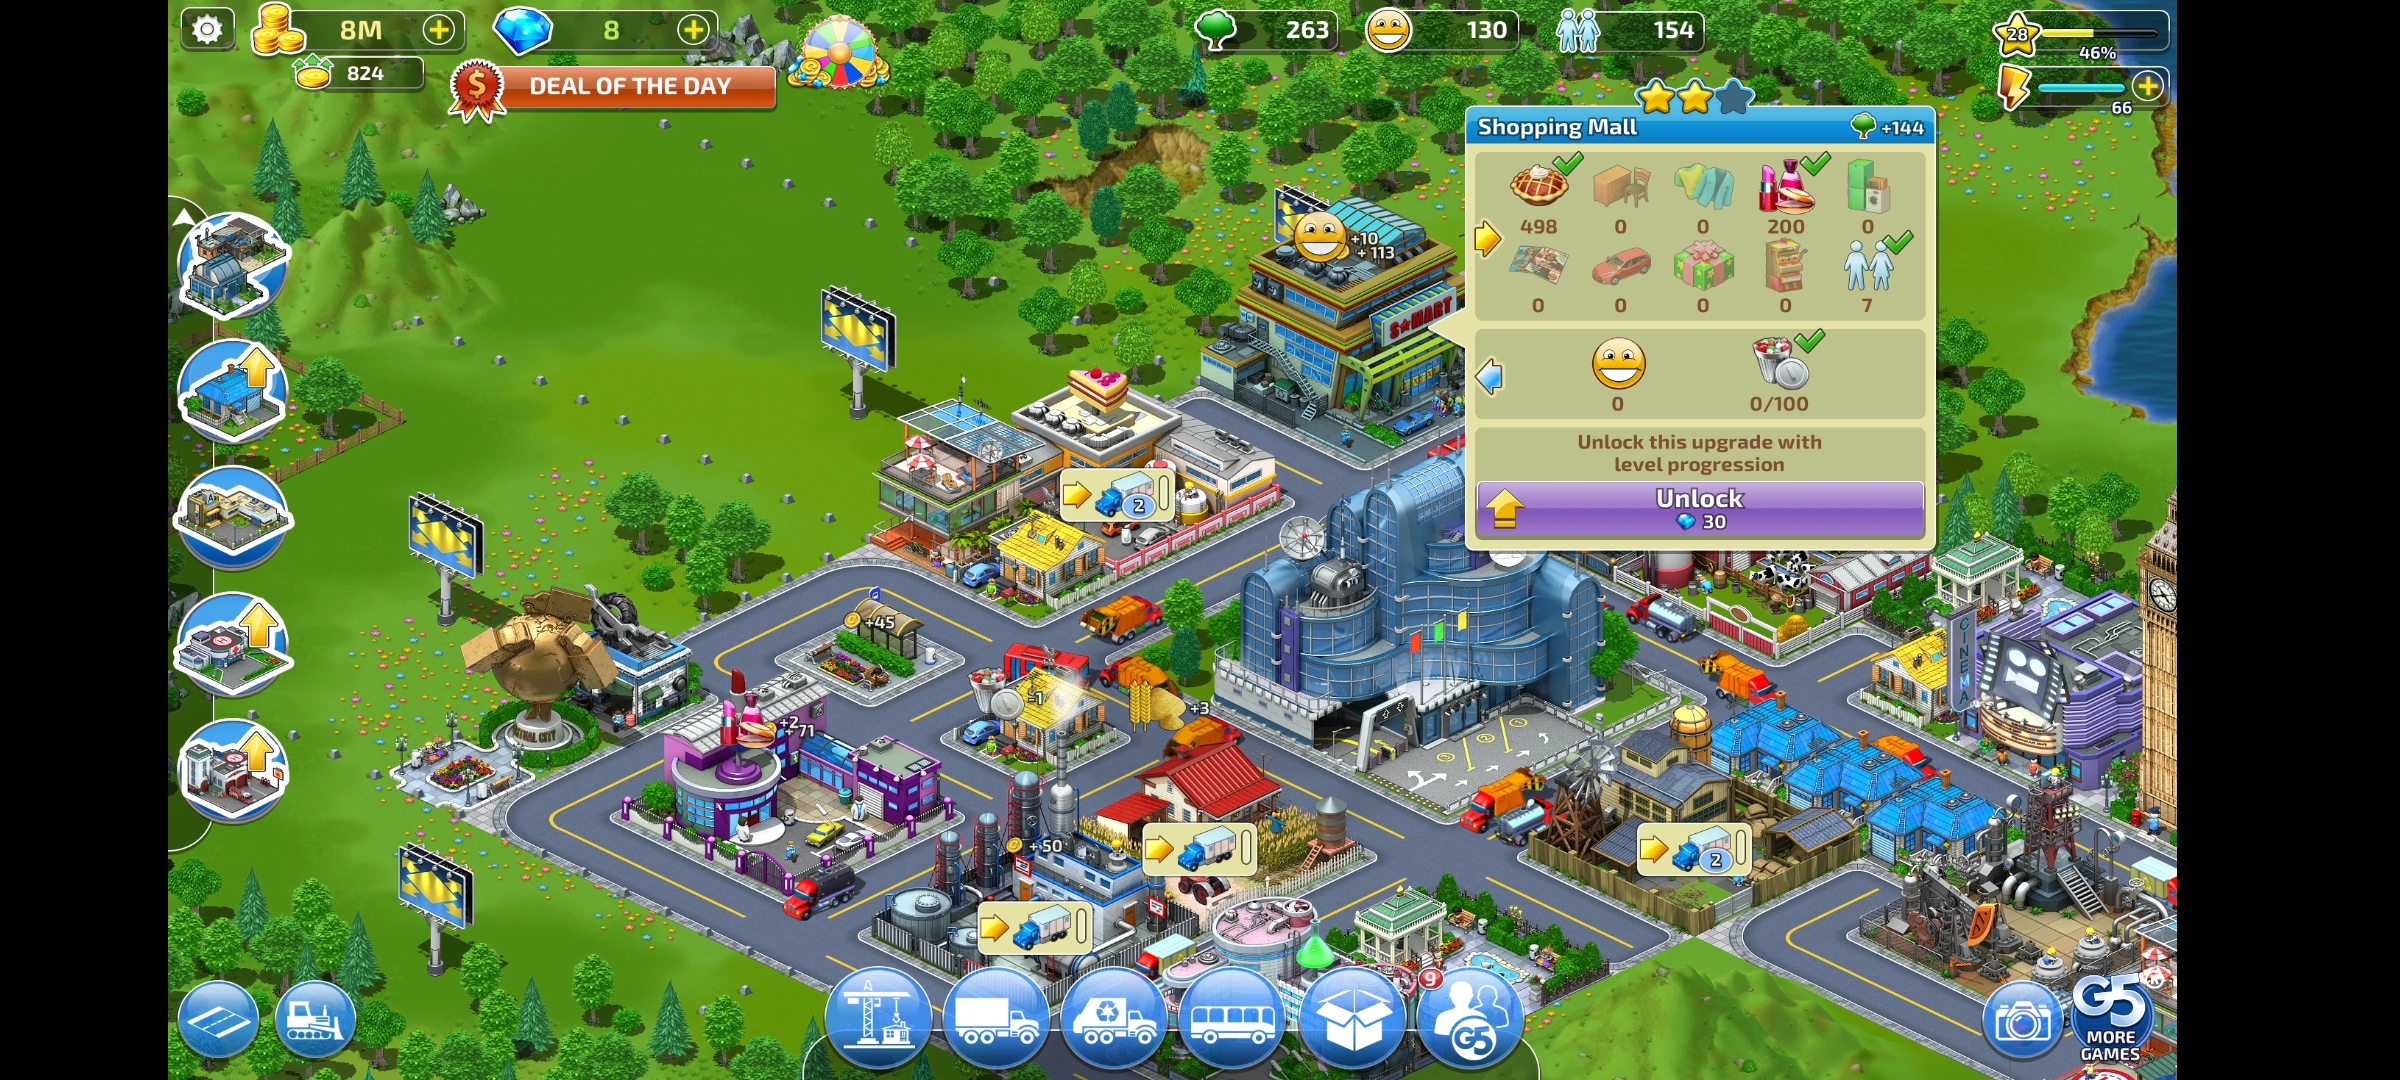 8M
8
263
130
154
28
46%
824
DEAL OF THE DAY
66
Shopping Mall
+144
498
0
0
200
0
0
0
0
0
7
0
0/100
Unlock this upgrade with
level progression
Unlock
30
+10
+113
S★MART
2
+45
-1
+3
+2
+71
CINEMA
+50
2
9
G5
G5
MORE
GAMES